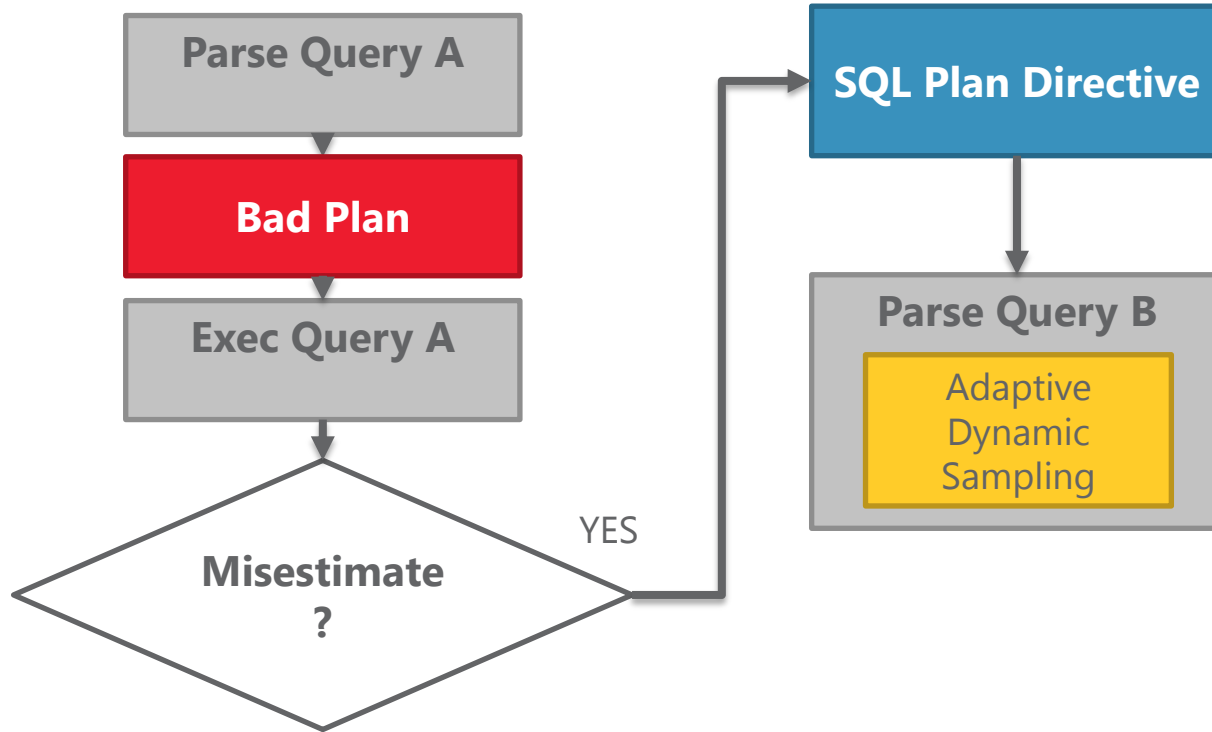 Parse Query A
Bad Plan
Exec Query A
Misestimate
?
YES
SQL Plan Directive
Parse Query B
Adaptive
Dynamic
Sampling